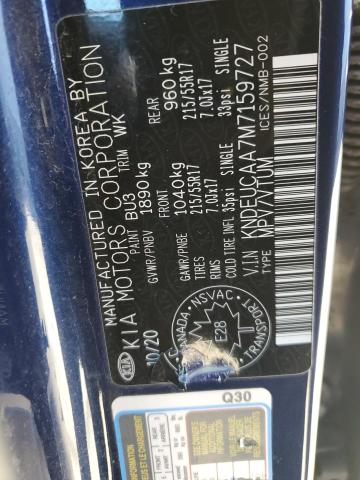 MANUFACTURED IN KOREA BY
KIA MOTORS CORPORATION
10/20
PAINT BU3 TRIM WK
GVWR/PNBV 1890kg
FRONT REAR
GAWR/PNBE 1040kg 960kg
TIRES 215/55R17 215/55R17
RIMS 7.0Jx17 7.0Jx17
COLD TIRE INFL 35psi SINGLE 33psi SINGLE
V.I.N KNDEUCAA7M7159727
TYPE MPV/VTUM ICES/NMB-002
KIA
CANADA
NSVAC
E28
TRANSPORT
Q30